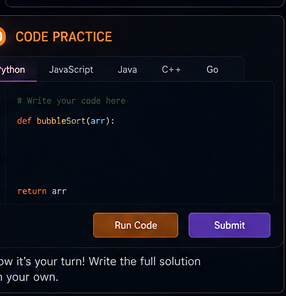 CODE PRACTICE
Python JavaScript Java C++ Go
# Write your code here
def bubbleSort(arr):
return arr
Run Code Submit
ow it's your turn! Write the full solution
n your own.